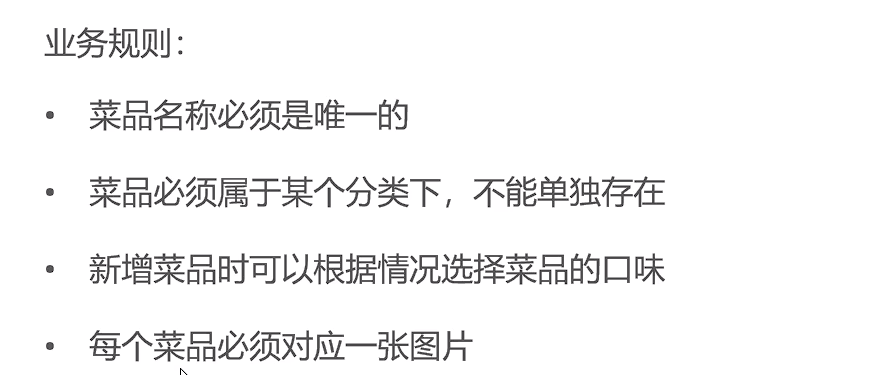 业务规则：
• 菜品名称必须是唯一的
• 菜品必须属于某个分类下，不能单独存在
• 新增菜品时可以根据情况选择菜品的口味
• 每个菜品必须对应一张图片